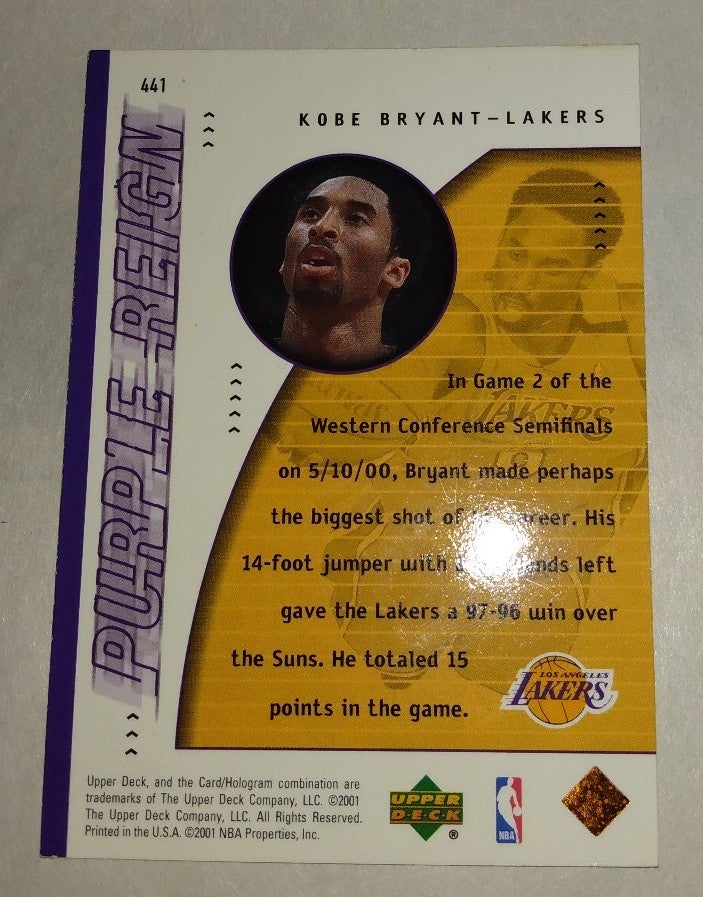 441
KOBE BRYANT–LAKERS
PURPLE REIGN
In Game 2 of the
Western Conference Semifinals
on 5/10/00, Bryant made perhaps
the biggest shot of career. His
14-foot jumper with left
gave the Lakers a 97-96 win over
the Suns. He totaled 15
points in the game.
LOS ANGELES
LAKERS
LAKERS
8
Upper Deck, and the Card/Hologram combination are
trademarks of The Upper Deck Company, LLC. ©2001
The Upper Deck Company, LLC. All Rights Reserved.
Printed in the U.S.A. ©2001 NBA Properties, Inc.
UPPER
DECK
®
NBA